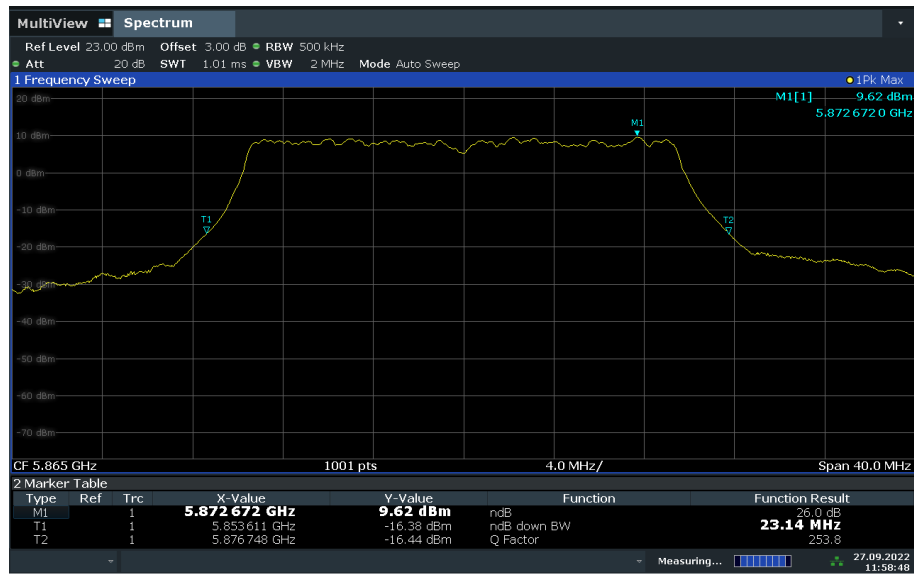 MultiView Spectrum
Ref Level 23.00 dBm Offset 3.00 dB RBW 500 kHz
Att 20 dB SWT 1.01 ms VBW 2 MHz Mode Auto Sweep
1 Frequency Sweep 1Pk Max
20 dBm M1[1] 9.62 dBm
5.872 672 0 GHz
M1
10 dBm
0 dBm
-10 dBm
T1 T2
-20 dBm
-30 dBm
-40 dBm
-50 dBm
-60 dBm
-70 dBm
CF 5.865 GHz 1001 pts 4.0 MHz/ Span 40.0 MHz
2 Marker Table
Type Ref Trc X-Value Y-Value Function Function Result
M1 1 5.872 672 GHz 9.62 dBm ndB 26.0 dB
T1 1 5.853 611 GHz -16.38 dBm ndB down BW 23.14 MHz
T2 1 5.876 748 GHz -16.44 dBm Q Factor 253.8
Measuring... 27.09.2022
11:58:48